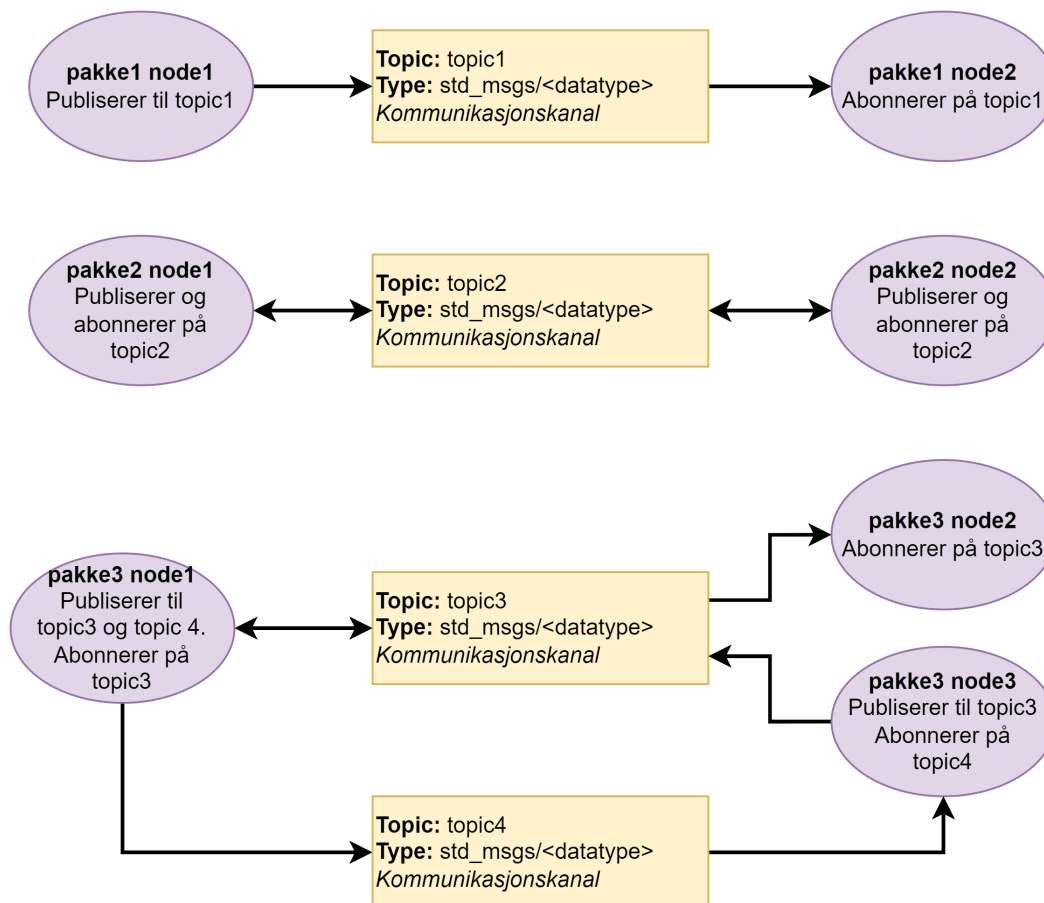 pakke1 node1
Publiserer til topic1
Topic: topic1
Type: std_msgs/<datatype>
Kommunikasjonskanal
pakke1 node2
Abonnerer på topic1
pakke2 node1
Publiserer og
abonnerer på
topic2
Topic: topic2
Type: std_msgs/<datatype>
Kommunikasjonskanal
pakke2 node2
Publiserer og
abonnerer på
topic2
pakke3 node1
Publiserer til
topic3 og topic 4.
Abonnerer på
topic3
Topic: topic3
Type: std_msgs/<datatype>
Kommunikasjonskanal
pakke3 node2
Abonnerer på topic3
pakke3 node3
Publiserer til topic3
Abonnerer på
topic4
Topic: topic4
Type: std_msgs/<datatype>
Kommunikasjonskanal